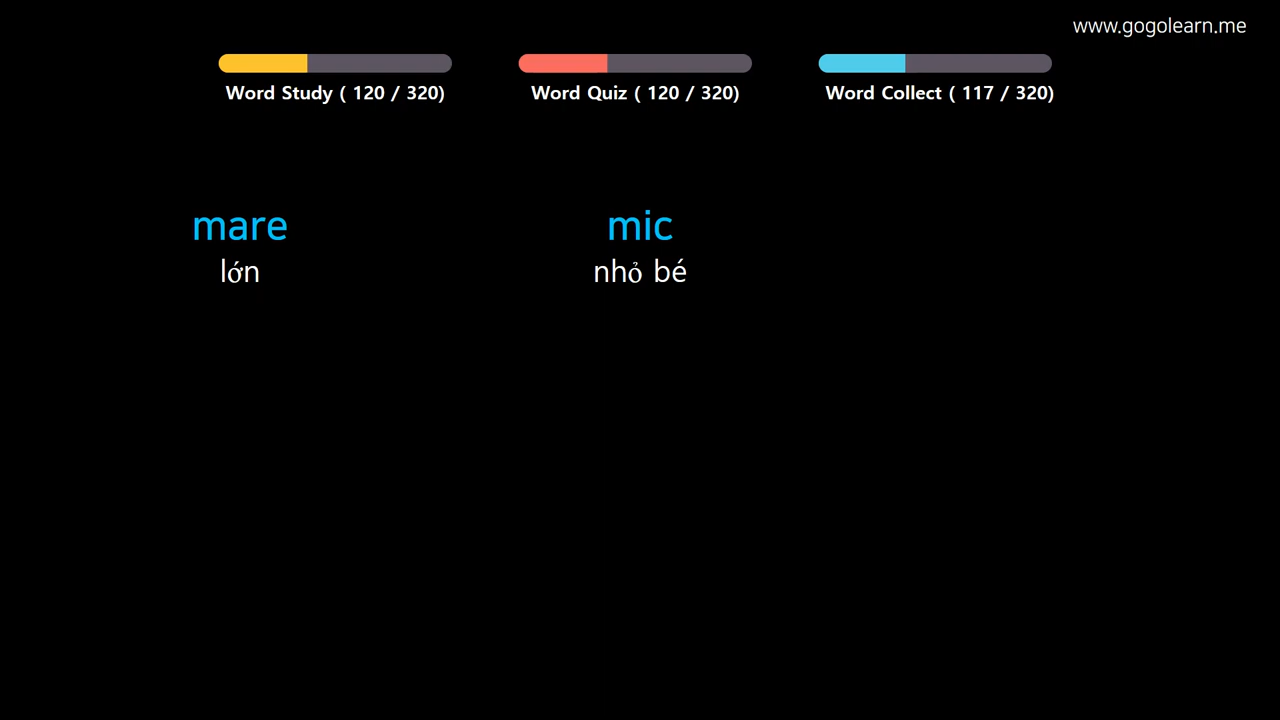 www.gogolearn.me
Word Study ( 120 / 320)
Word Quiz ( 120 / 320)
Word Collect ( 117 / 320)
mare
mic
lớn
nhỏ bé